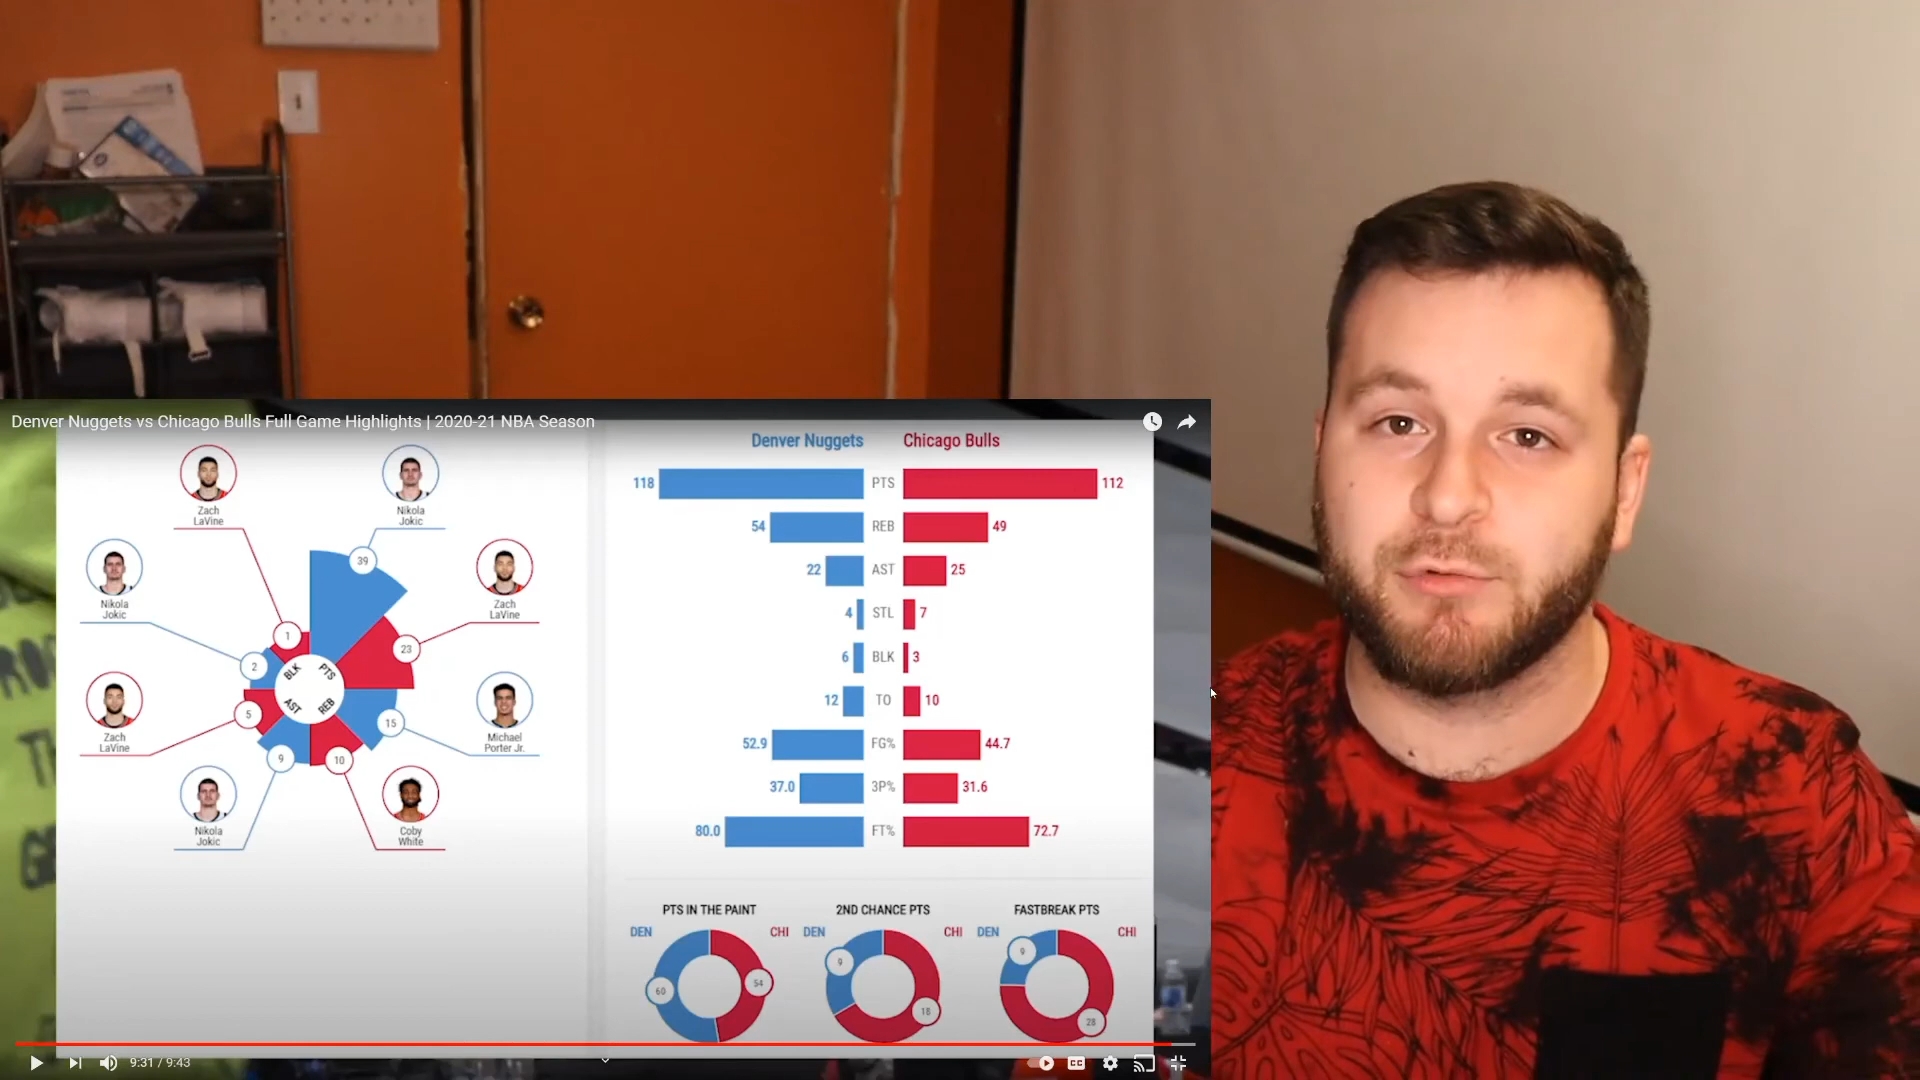 Denver Nuggets vs Chicago Bulls Full Game Highlights | 2020-21 NBA Season
Zach
LaVine
Nikola
Jokic
39
Nikola
Jokic
Zach
LaVine
1
23
2
BLK
PTS
AST
REB
Zach
LaVine
5
15
Michael
Porter Jr.
9
10
Nikola
Jokic
Coby
White
Denver Nuggets Chicago Bulls
118 PTS 112
54 REB 49
22 AST 25
4 STL 7
6 BLK 3
12 TO 10
52.9 FG% 44.7
37.0 3P% 31.6
80.0 FT% 72.7
PTS IN THE PAINT
DEN CHI
60 54
2ND CHANCE PTS
DEN CHI
9 18
FASTBREAK PTS
DEN CHI
9 28
9:31 / 9:43
CC